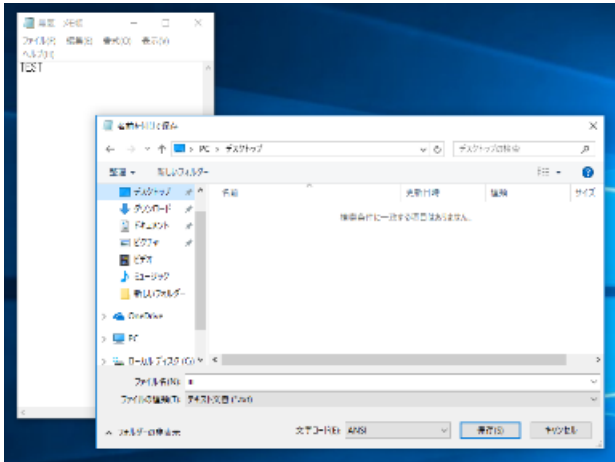 無題 - メモ帳
ファイル(F) 編集(E) 書式(O) 表示(V)
ヘルプ(H)
TEST
名前を付けて保存
PC > デスクトップ
デスクトップの検索
整理 新しいフォルダー
名前 更新日時 種類 サイズ
検索条件に一致する項目はありません。
デスクトップ
ダウンロード
ドキュメント
ピクチャ
ビデオ
ミュージック
新しいフォルダー
OneDrive
PC
ローカル ディスク (C)
ファイル名(N):
ファイルの種類(T): テキスト文書 (*.txt)
フォルダーの非表示
文字コード(E): ANSI
保存(S)
キャンセル